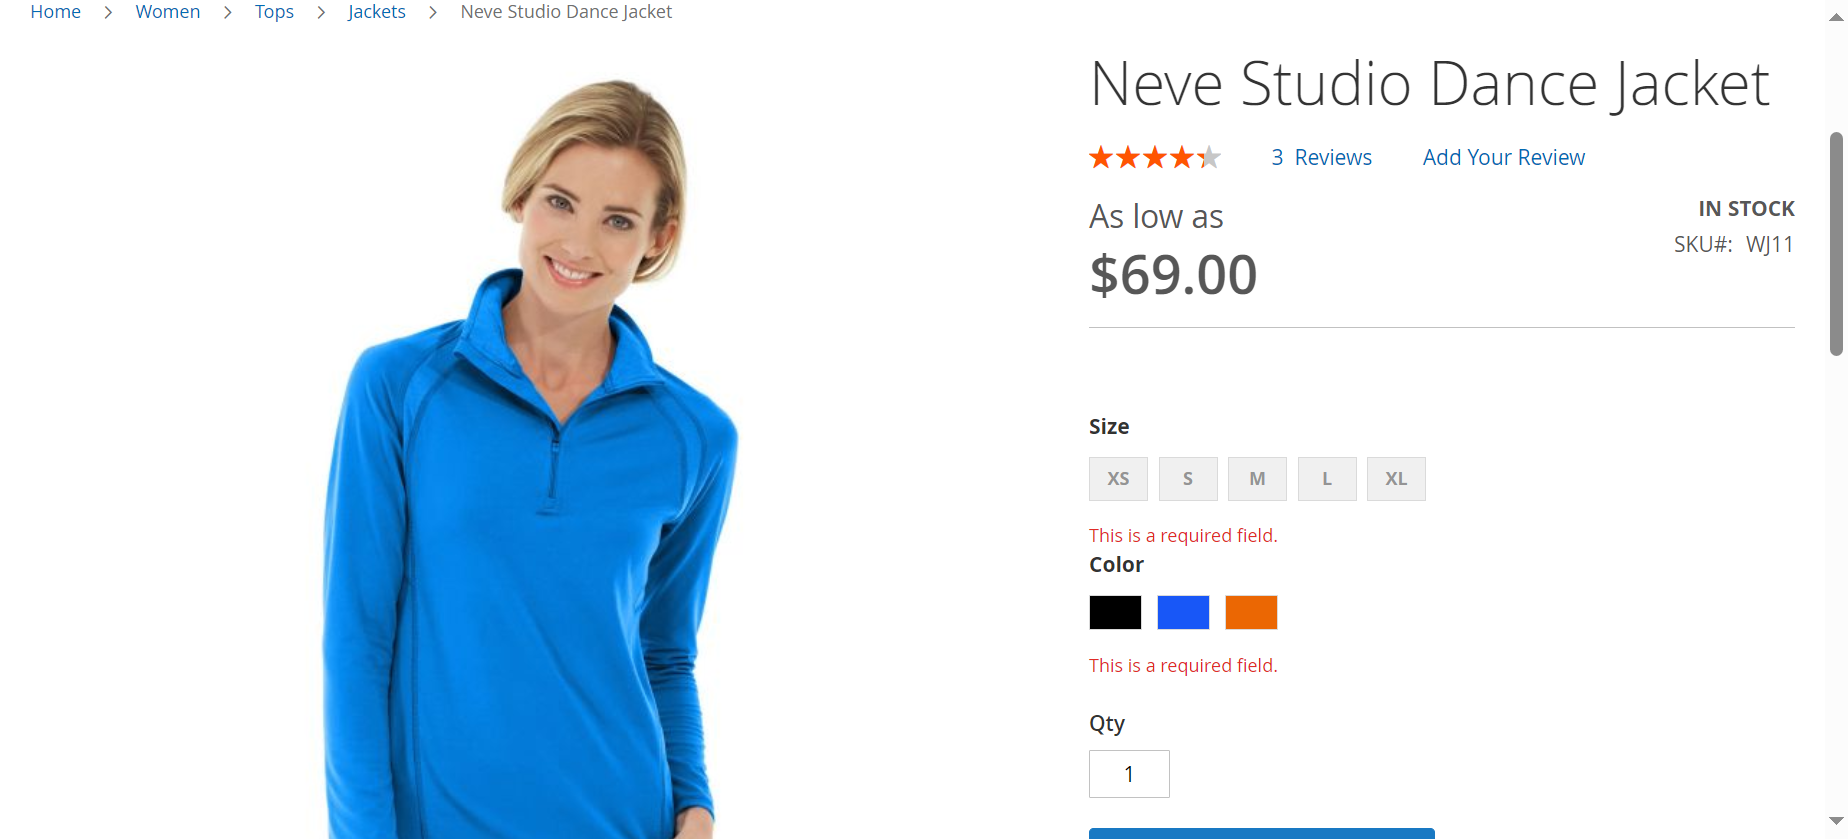 Home > Women > Tops > Jackets > Neve Studio Dance Jacket
Neve Studio Dance Jacket
3 Reviews Add Your Review
As low as
IN STOCK
$69.00
SKU#: WJ11
Size
XS S M L XL
This is a required field.
Color
This is a required field.
Qty
1